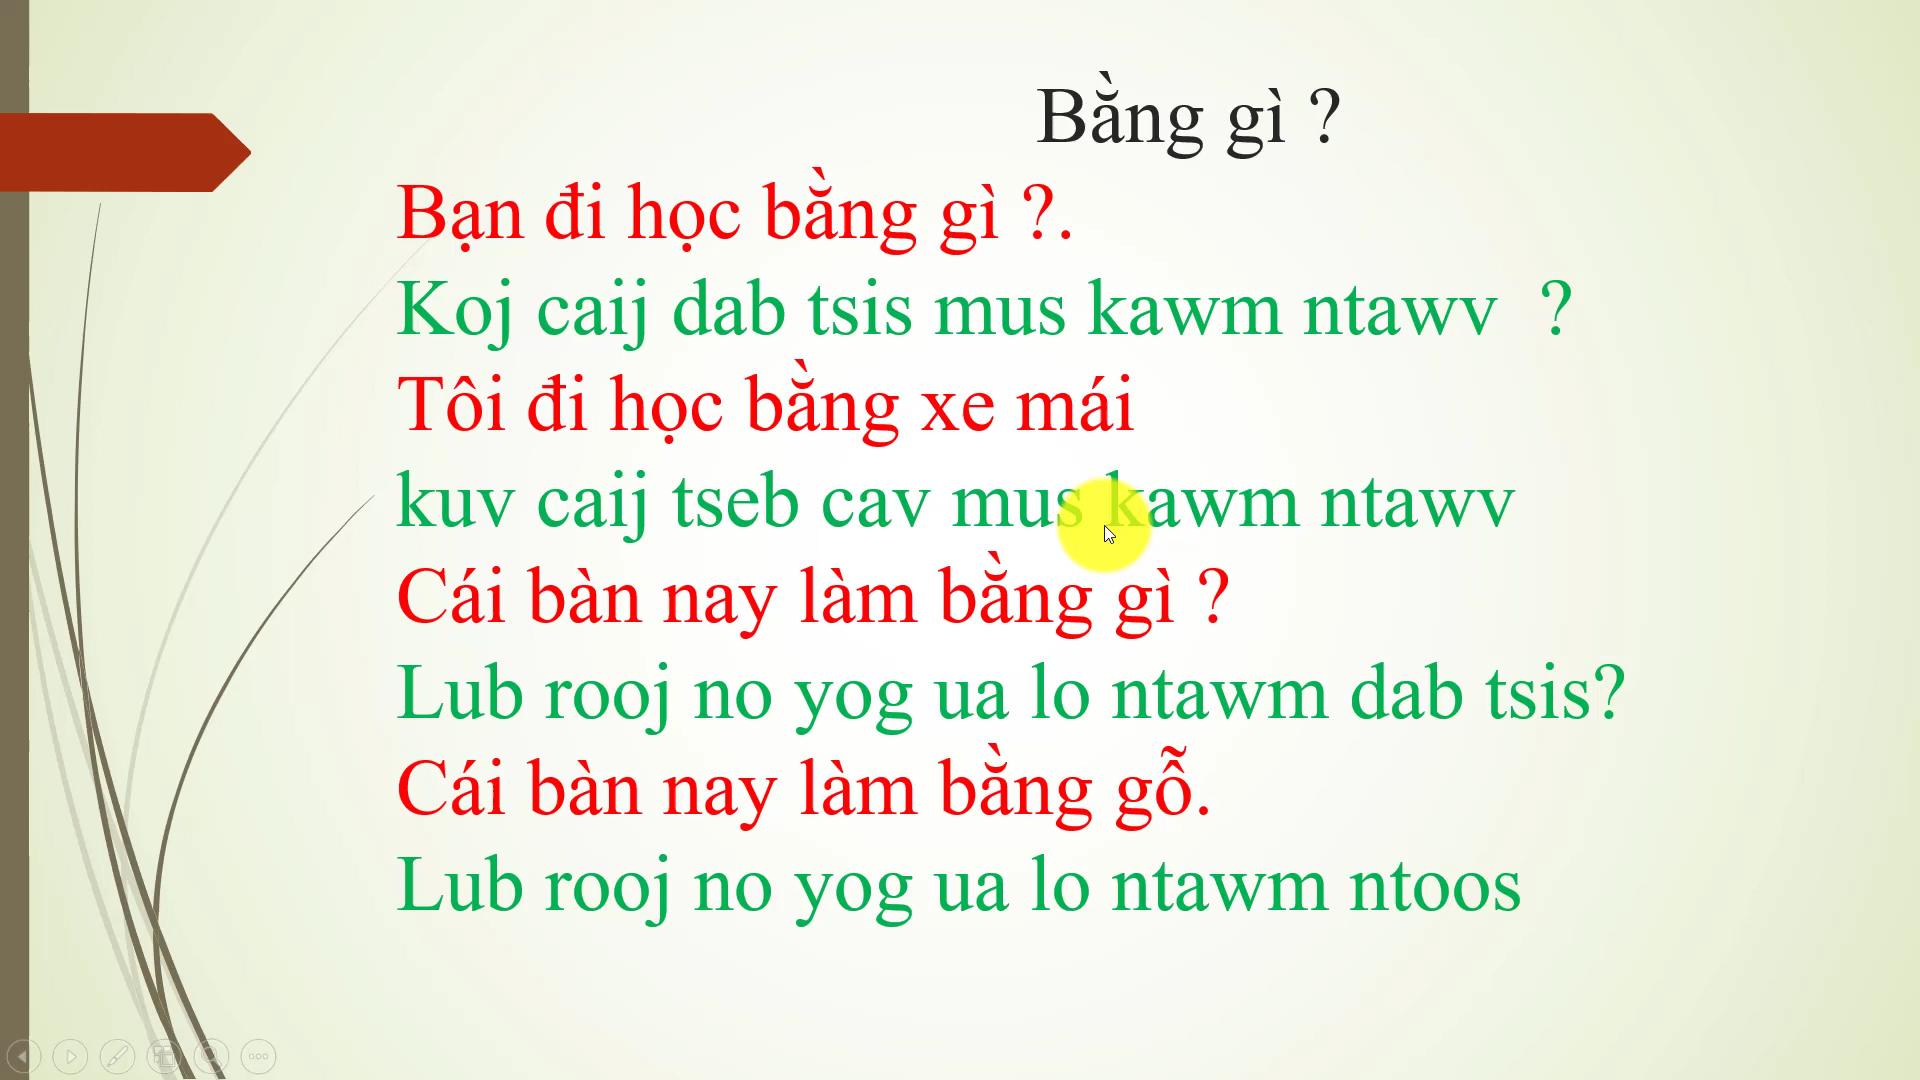 Bằng gì ?
Bạn đi học bằng gì ?.
Koj caij dab tsis mus kawm ntawv ?
Tôi đi học bằng xe mái
kuv caij tseb cav mus kawm ntawv
Cái bàn nay làm bằng gì ?
Lub rooj no yog ua lo ntawm dab tsis?
Cái bàn nay làm bằng gỗ.
Lub rooj no yog ua lo ntawm ntoos